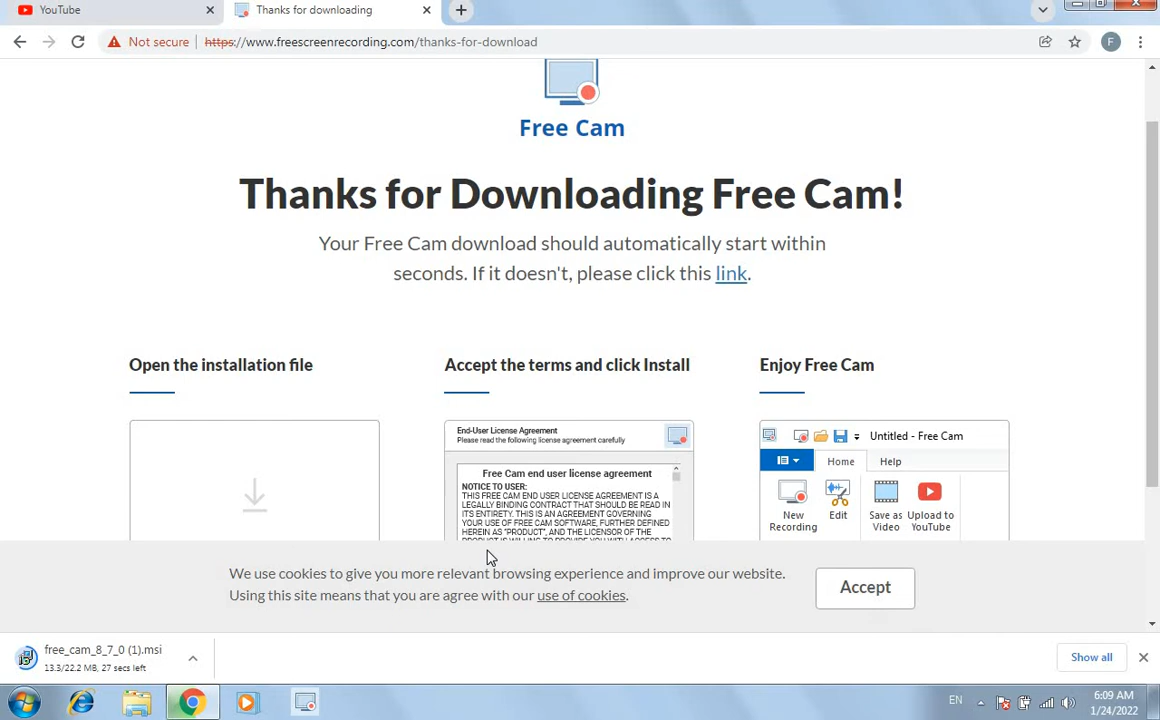 YouTube
Thanks for downloading
Not secure
https://www.freescreenrecording.com/thanks-for-download
F
Free Cam
Thanks for Downloading Free Cam!
Your Free Cam download should automatically start within
seconds. If it doesn't, please click this link.
Open the installation file
Accept the terms and click Install
Enjoy Free Cam
End-User License Agreement
Please read the following license agreement carefully
Free Cam end user license agreement
NOTICE TO USER:
THIS FREE CAM END USER LICENSE AGREEMENT IS A
LEGALLY BINDING CONTRACT THAT SHOULD BE READ IN
ITS ENTIRETY. THIS IS AN AGREEMENT GOVERNING
YOUR USE OF FREE CAM SOFTWARE, FURTHER DEFINED
HEREIN AS "PRODUCT", AND THE LICENSOR OF THE
Untitled - Free Cam
Home
Help
New Recording
Edit
Save as Video
Upload to YouTube
We use cookies to give you more relevant browsing experience and improve our website.
Using this site means that you are agree with our use of cookies.
Accept
free_cam_8_7_0 (1).msi
13.3/22.2 MB, 27 secs left
Show all
EN
6:09 AM
1/24/2022